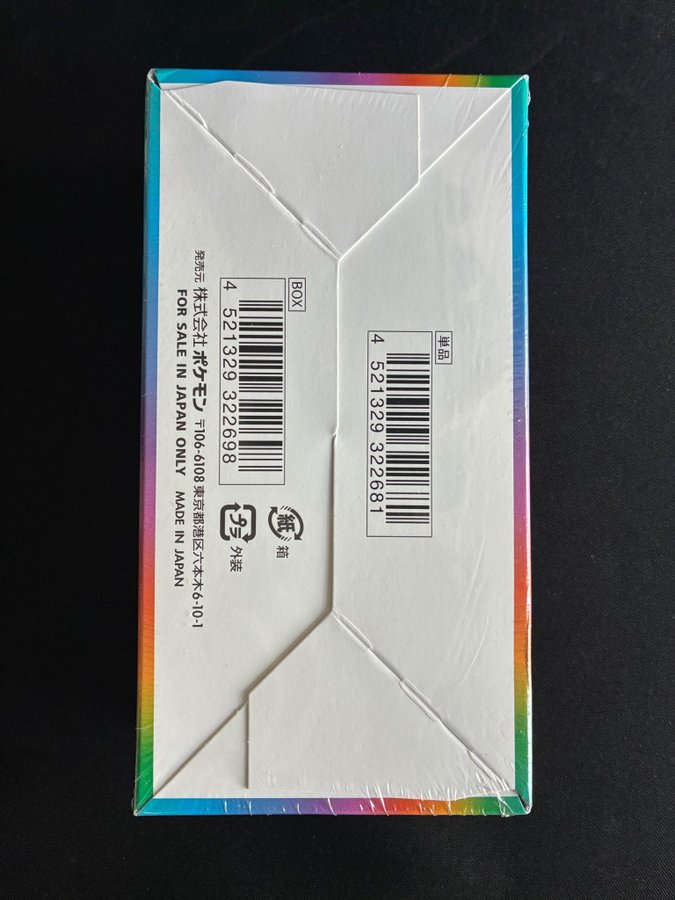 単品
4 521329 322681
BOX
4 521329 322698
紙 箱
プラ 外装
発売元 株式会社 ポケモン 〒106-6108 東京都港区六本木6-10-1
FOR SALE IN JAPAN ONLY MADE IN JAPAN